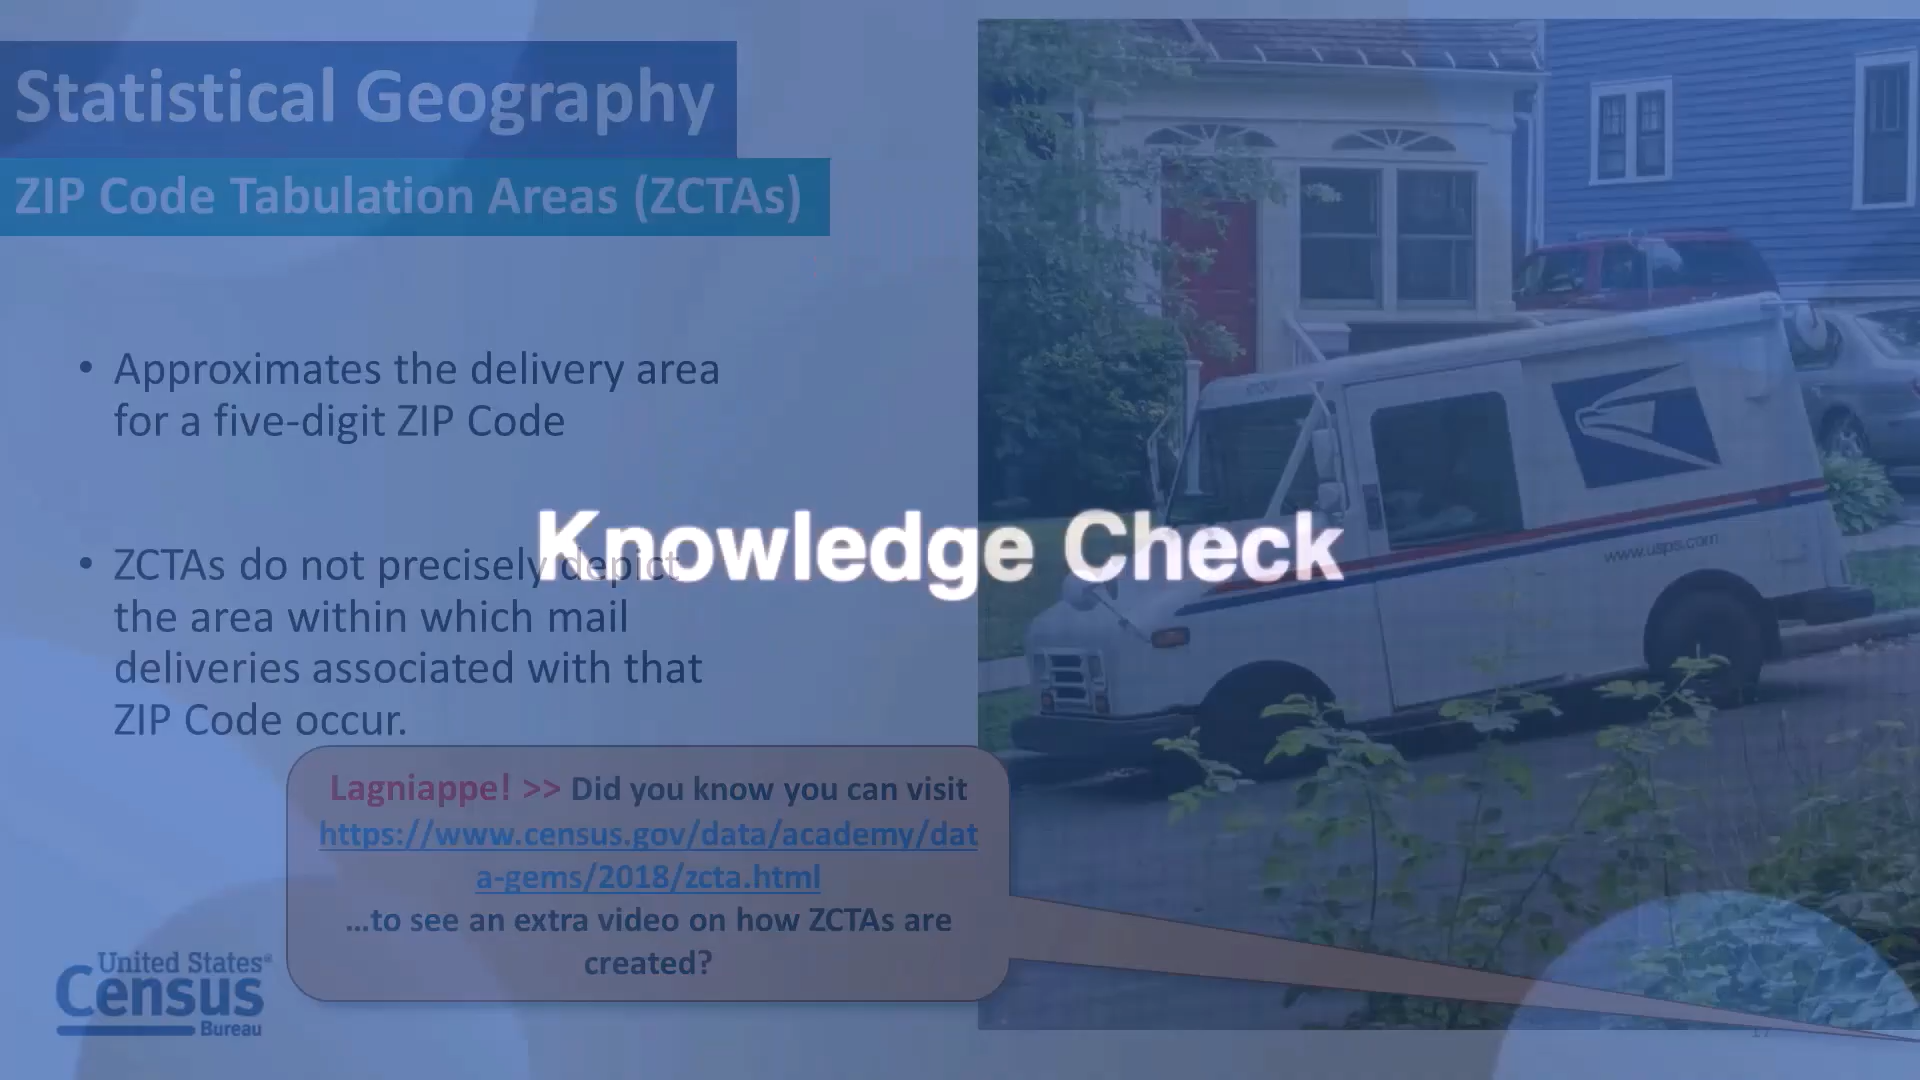 Statistical Geography
ZIP Code Tabulation Areas (ZCTAs)
• Approximates the delivery area
for a five-digit ZIP Code
• ZCTAs do not precisely depict
the area within which mail
deliveries associated with that
ZIP Code occur.
Knowledge Check
www.usps.com
Lagniappe! >> Did you know you can visit
https://www.census.gov/data/academy/dat
a-gems/2018/zcta.html
...to see an extra video on how ZCTAs are
created?
United States®
Census
Bureau
17